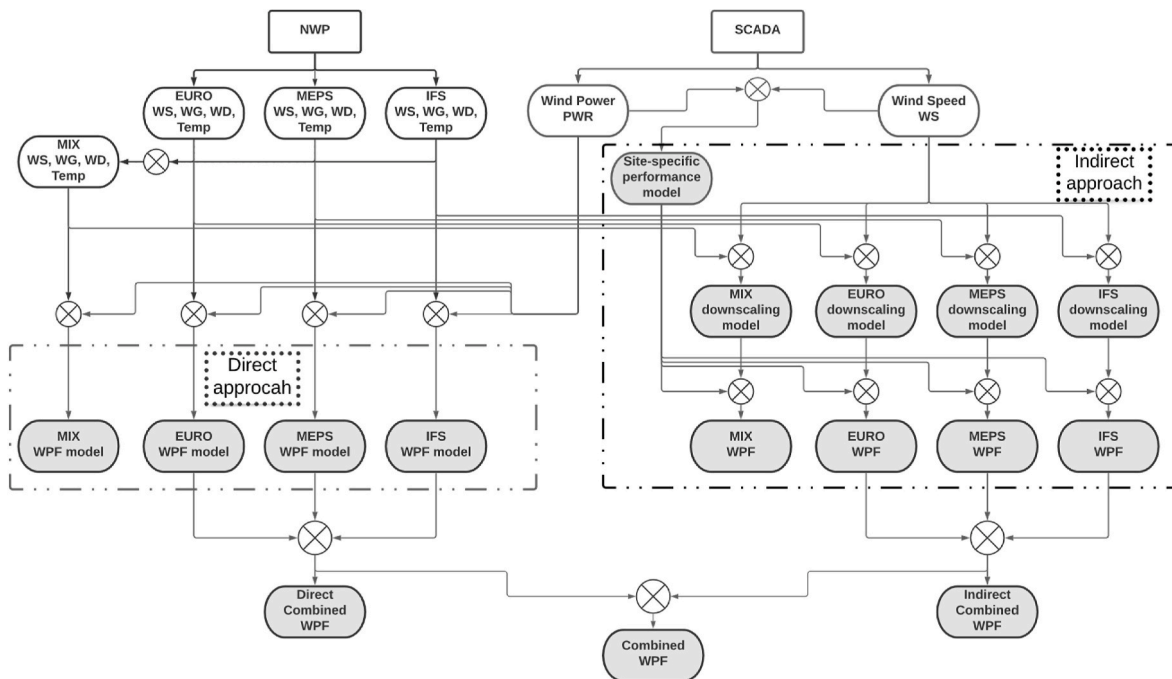 NWP
SCADA
EURO
WS, WG, WD,
Temp
MEPS
WS, WG, WD,
Temp
IFS
WS, WG, WD,
Temp
Wind Power
PWR
Wind Speed
WS
MIX
WS, WG, WD,
Temp
Site-specific
performance
model
Indirect
approach
MIX
downscaling
model
EURO
downscaling
model
MEPS
downscaling
model
IFS
downscaling
model
Direct
approcah
MIX
WPF model
EURO
WPF model
MEPS
WPF model
IFS
WPF model
MIX
WPF
EURO
WPF
MEPS
WPF
IFS
WPF
Direct
Combined
WPF
Indirect
Combined
WPF
Combined
WPF